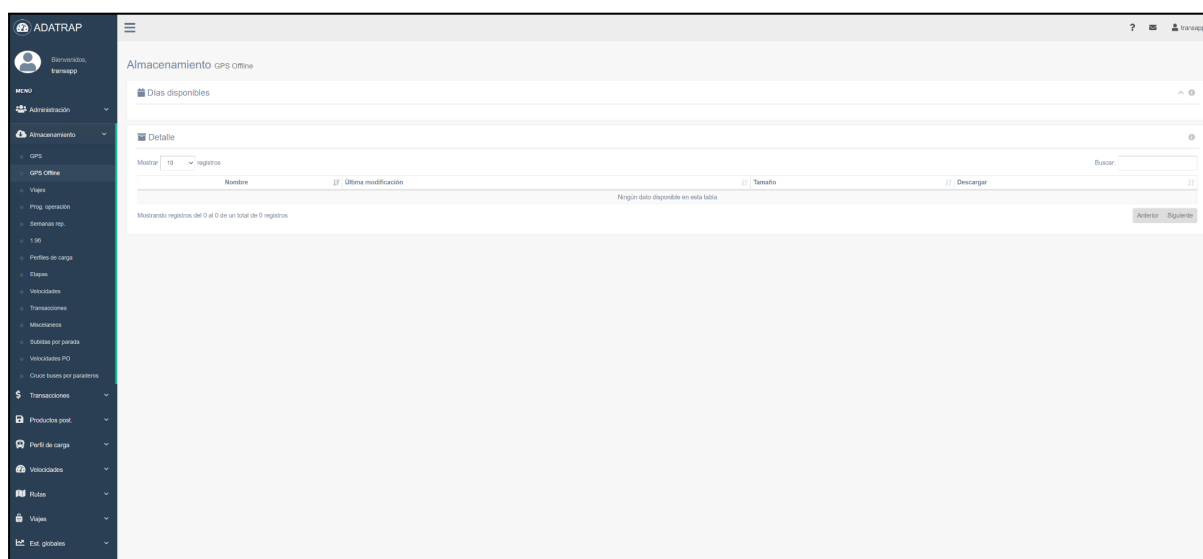 ADATRAP
? transapp
Bienvenidos,
transapp
MENÚ
Administración
Almacenamiento
GPS
GPS Offline
Viajes
Prog. operación
Semanas rep.
1.96
Perfiles de carga
Etapas
Velocidades
Transacciones
Misceláneos
Subidas por parada
Velocidades PO
Cruce buses por paraderos
Transacciones
Productos post.
Perfil de carga
Velocidades
Rutas
Viajes
Est. globales
Almacenamiento GPS Offline
Días disponibles
Detalle
Mostrar 10 registros
Buscar:
Nombre Última modificación Tamaño Descargar
Ningún dato disponible en esta tabla
Mostrando registros del 0 al 0 de un total de 0 registros
Anterior Siguiente